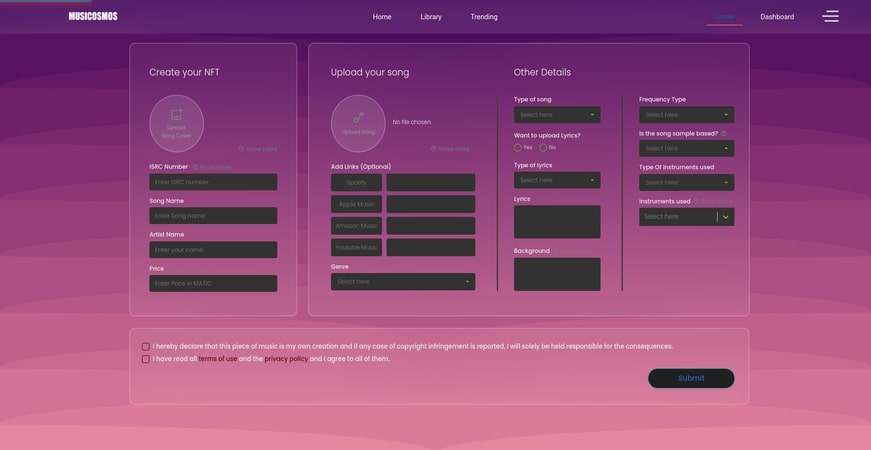 MUSICOSMOS
Home
Library
Trending
Create
Dashboard
Create your NFT
Upload
Song Cover
Know more
ISRC Number
Know more
Enter ISRC number
Song Name
Enter Song name
Artist Name
Enter your name
Price
Enter Price in MATIC
Upload your song
Upload Song
No file chosen
Know more
Add Links (Optional)
Spotify
Apple Music
Amazon Music
Youtube Music
Genre
Select here
Other Details
Type of song
Select here
Want to upload Lyrics?
Yes
No
Type of lyrics
Select here
Lyrics
Background
Frequency Type
Select here
Is the song sample based?
Select here
Type Of Instruments used
Select here
Instruments used
Know more
Select here
I hereby declare that this piece of music is my own creation and if any case of copyright infringement is reported, I will solely be held responsible for the consequences.
I have read all terms of use and the privacy policy and I agree to all of them.
Submit